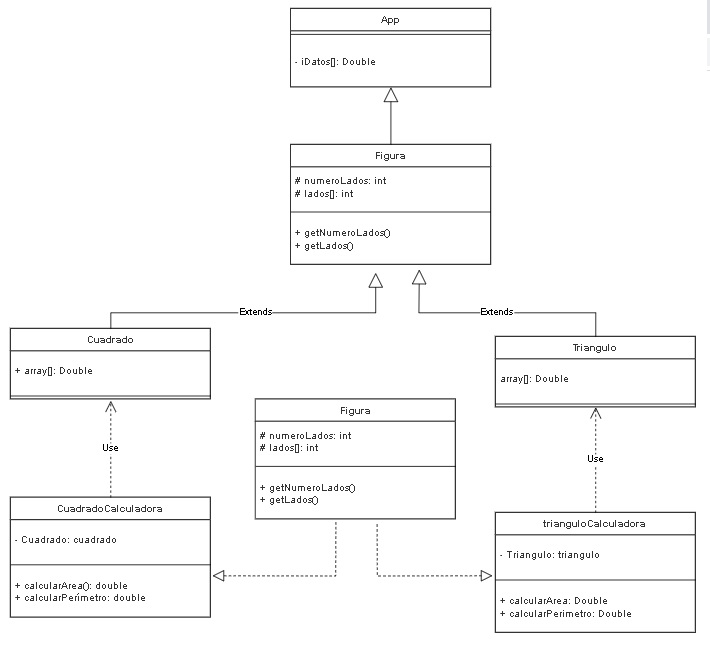 App
- iDatos[]: Double
Figura
# numeroLados: int
# lados[]: int
+ getNumeroLados()
+ getLados()
Extends
Extends
Cuadrado
+ array[]: Double
Triangulo
array[]: Double
Figura
# numeroLados: int
# lados[]: int
+ getNumeroLados()
+ getLados()
Use
Use
CuadradoCalculadora
- Cuadrado: cuadrado
+ calcularArea(): double
+ calcularPerímetro: double
trianguloCalculadora
- Triangulo: triangulo
+ calcularArea: Double
+ calcularPerimetro: Double